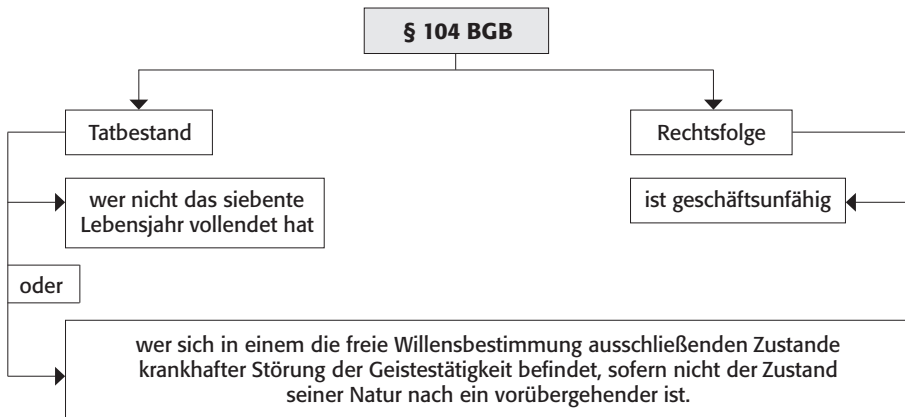 § 104 BGB
Tatbestand
Rechtsfolge
wer nicht das siebente
Lebensjahr vollendet hat
ist geschäftsunfähig
oder
wer sich in einem die freie Willensbestimmung ausschließenden Zustande
krankhafter Störung der Geistestätigkeit befindet, sofern nicht der Zustand
seiner Natur nach ein vorübergehender ist.